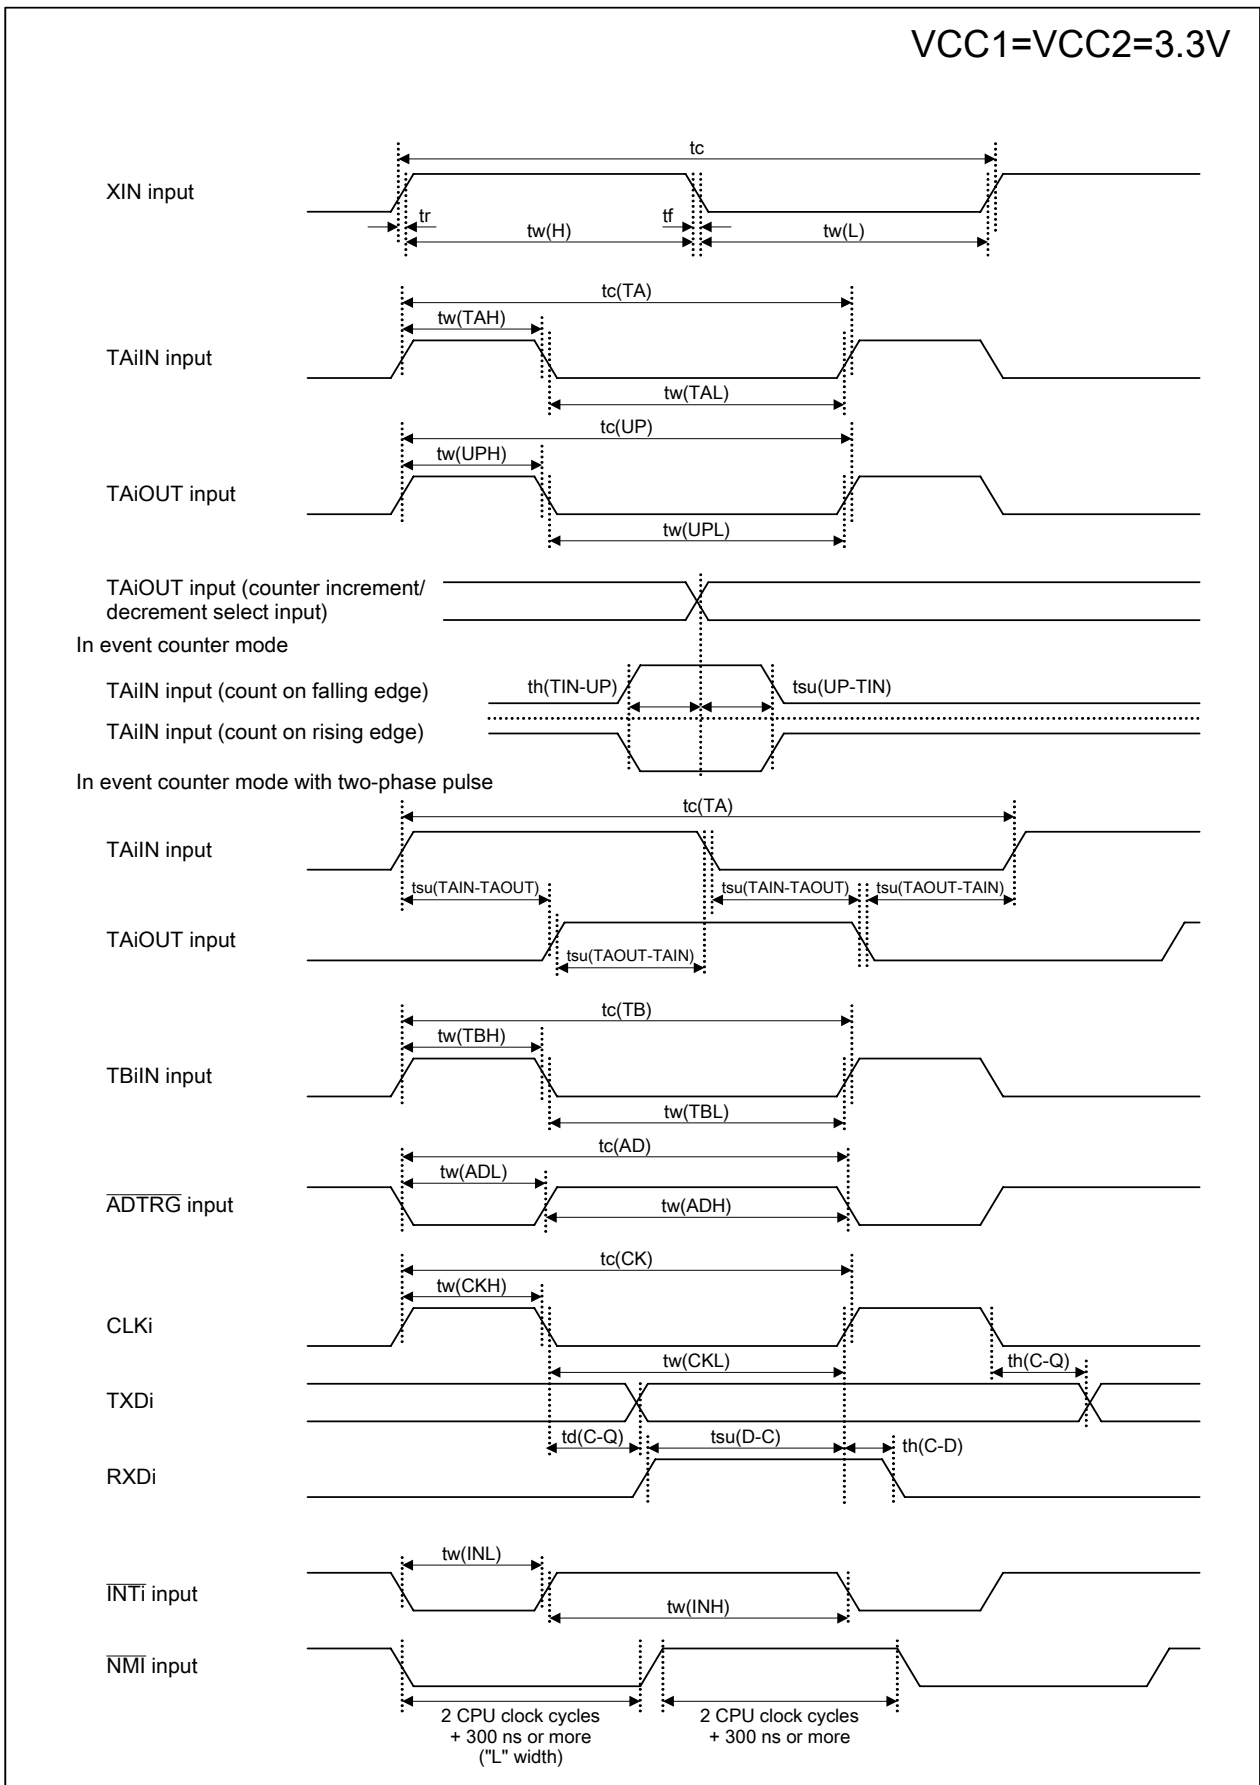 VCC1=VCC2=3.3V
tc
XIN input
tr
tf
tw(H)
tw(L)
tc(TA)
tw(TAH)
TAiIN input
tw(TAL)
tc(UP)
tw(UPH)
TAiOUT input
tw(UPL)
TAiOUT input (counter increment/
decrement select input)
In event counter mode
TAiIN input (count on falling edge)
th(TIN-UP)
tsu(UP-TIN)
TAiIN input (count on rising edge)
In event counter mode with two-phase pulse
tc(TA)
TAiIN input
tsu(TAIN-TAOUT)
tsu(TAIN-TAOUT)
tsu(TAOUT-TAIN)
TAiOUT input
tsu(TAOUT-TAIN)
tc(TB)
tw(TBH)
TBiIN input
tw(TBL)
tc(AD)
tw(ADL)
ADTRG input
tw(ADH)
tc(CK)
tw(CKH)
CLKi
tw(CKL)
th(C-Q)
TXDi
td(C-Q)
tsu(D-C)
th(C-D)
RXDi
tw(INL)
INTi input
tw(INH)
NMI input
2 CPU clock cycles
+ 300 ns or more
("L" width)
2 CPU clock cycles
+ 300 ns or more